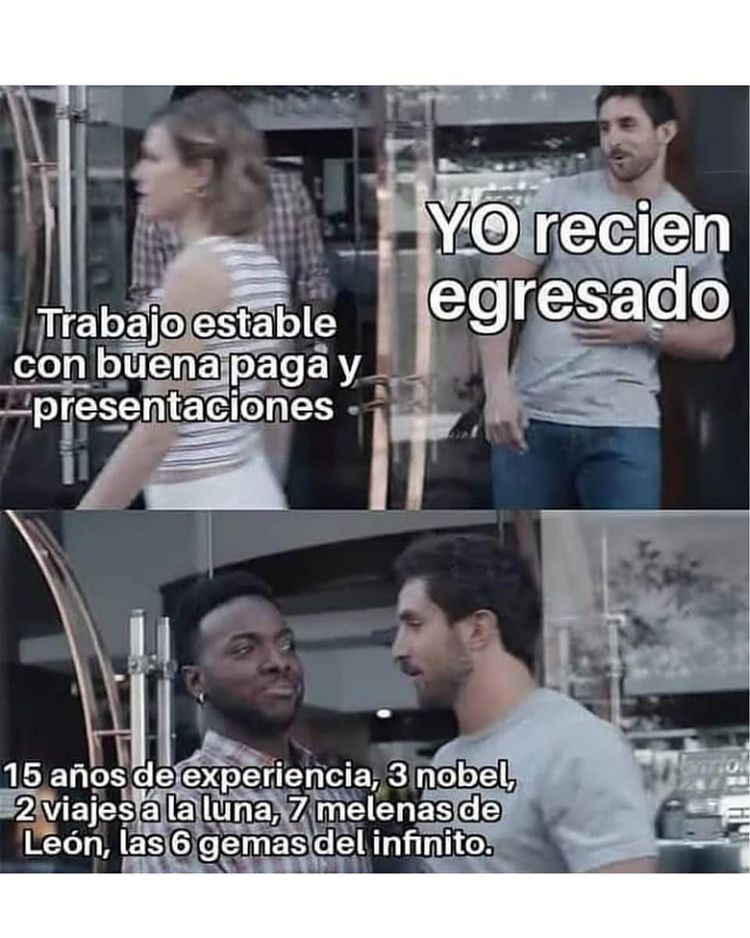 YO recien
egresado
Trabajo estable
con buena paga y
presentaciones
15 años de experiencia, 3 nobel,
2 viajes a la luna, 7 melenas de
León, las 6 gemas del infinito.